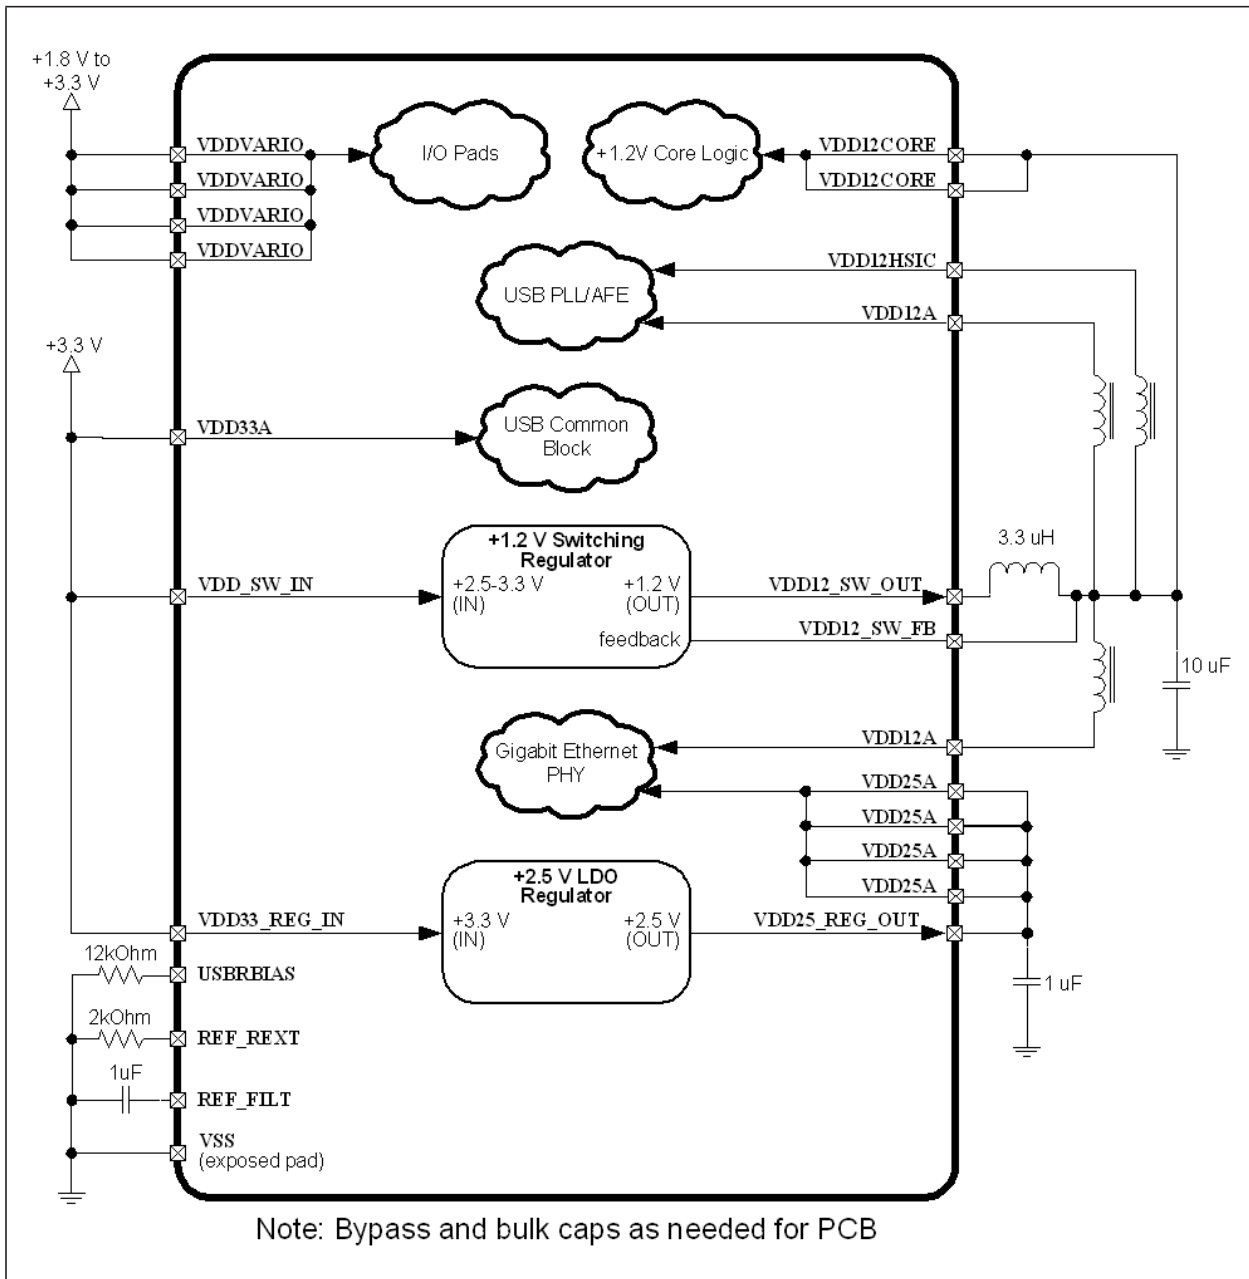 +1.8 V to
+3.3 V
VDDVARIO
VDDVARIO
VDDVARIO
VDDVARIO
I/O Pads
+1.2V Core Logic
VDD12CORE
VDD12CORE
USB PLL/AFE
VDD12HSIC
VDD12A
+3.3 V
VDD33A
USB Common
Block
+1.2 V Switching
Regulator
VDD_SW_IN
+2.5-3.3 V
(IN)
+1.2 V
(OUT)
feedback
VDD12_SW_OUT
VDD12_SW_FB
3.3 uH
10 uF
Gigabit Ethernet
PHY
VDD12A
VDD25A
VDD25A
VDD25A
VDD25A
+2.5 V LDO
Regulator
VDD33_REG_IN
+3.3 V
(IN)
+2.5 V
(OUT)
VDD25_REG_OUT
1 uF
12kOhm
USBRBIAS
2kOhm
REF_REXT
1uF
REF_FILT
VSS
(exposed pad)
Note: Bypass and bulk caps as needed for PCB